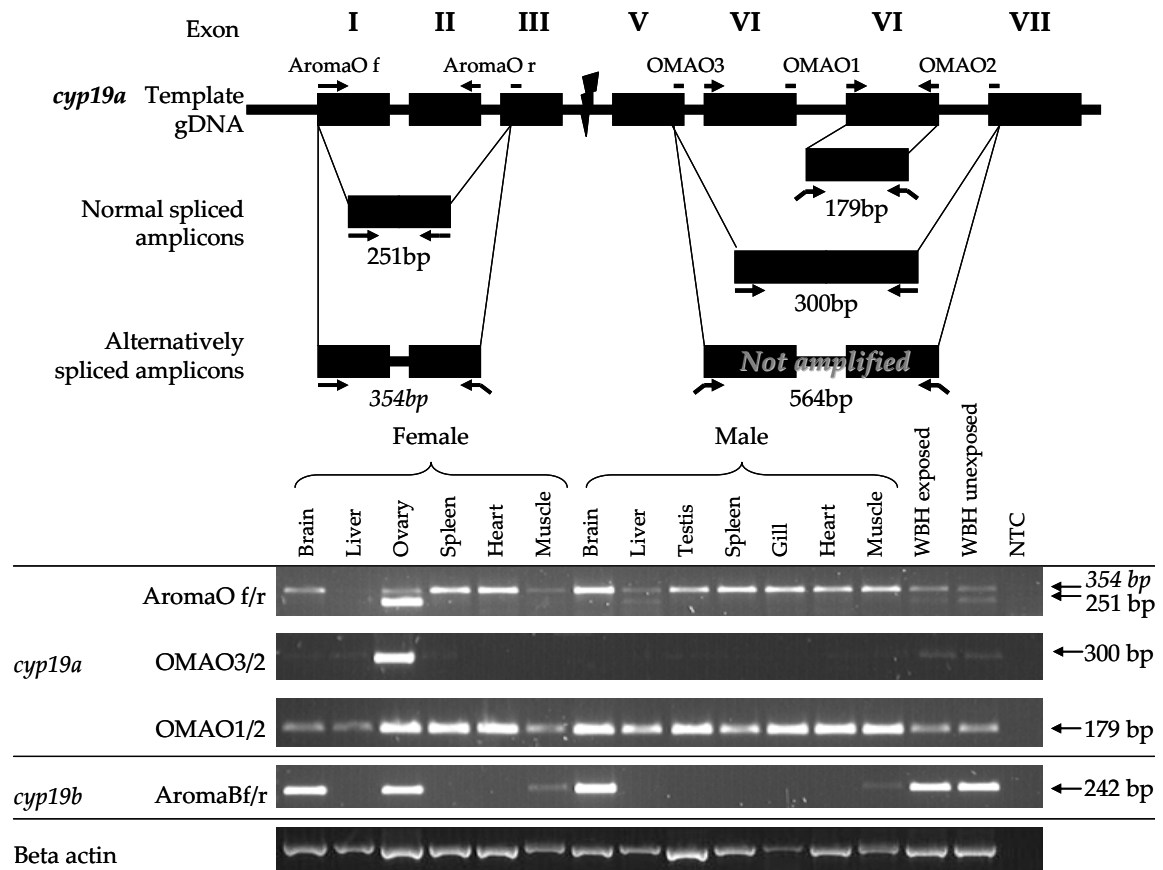 Exon I II III V VI VI VII
AromaO f AromaO r OMAO3 OMAO1 OMAO2
cyp19a Template
gDNA
179bp
Normal spliced
amplicons
251bp
300bp
Alternatively
spliced amplicons
Not amplified
354bp
564bp
Female Male
Brain
Liver
Ovary
Spleen
Heart
Muscle
Brain
Liver
Testis
Spleen
Gill
Heart
Muscle
WBH exposed
WBH unexposed
NTC
AromaO f/r
354 bp
251 bp
cyp19a OMAO3/2 300 bp
OMAO1/2 179 bp
cyp19b AromaBf/r 242 bp
Beta actin